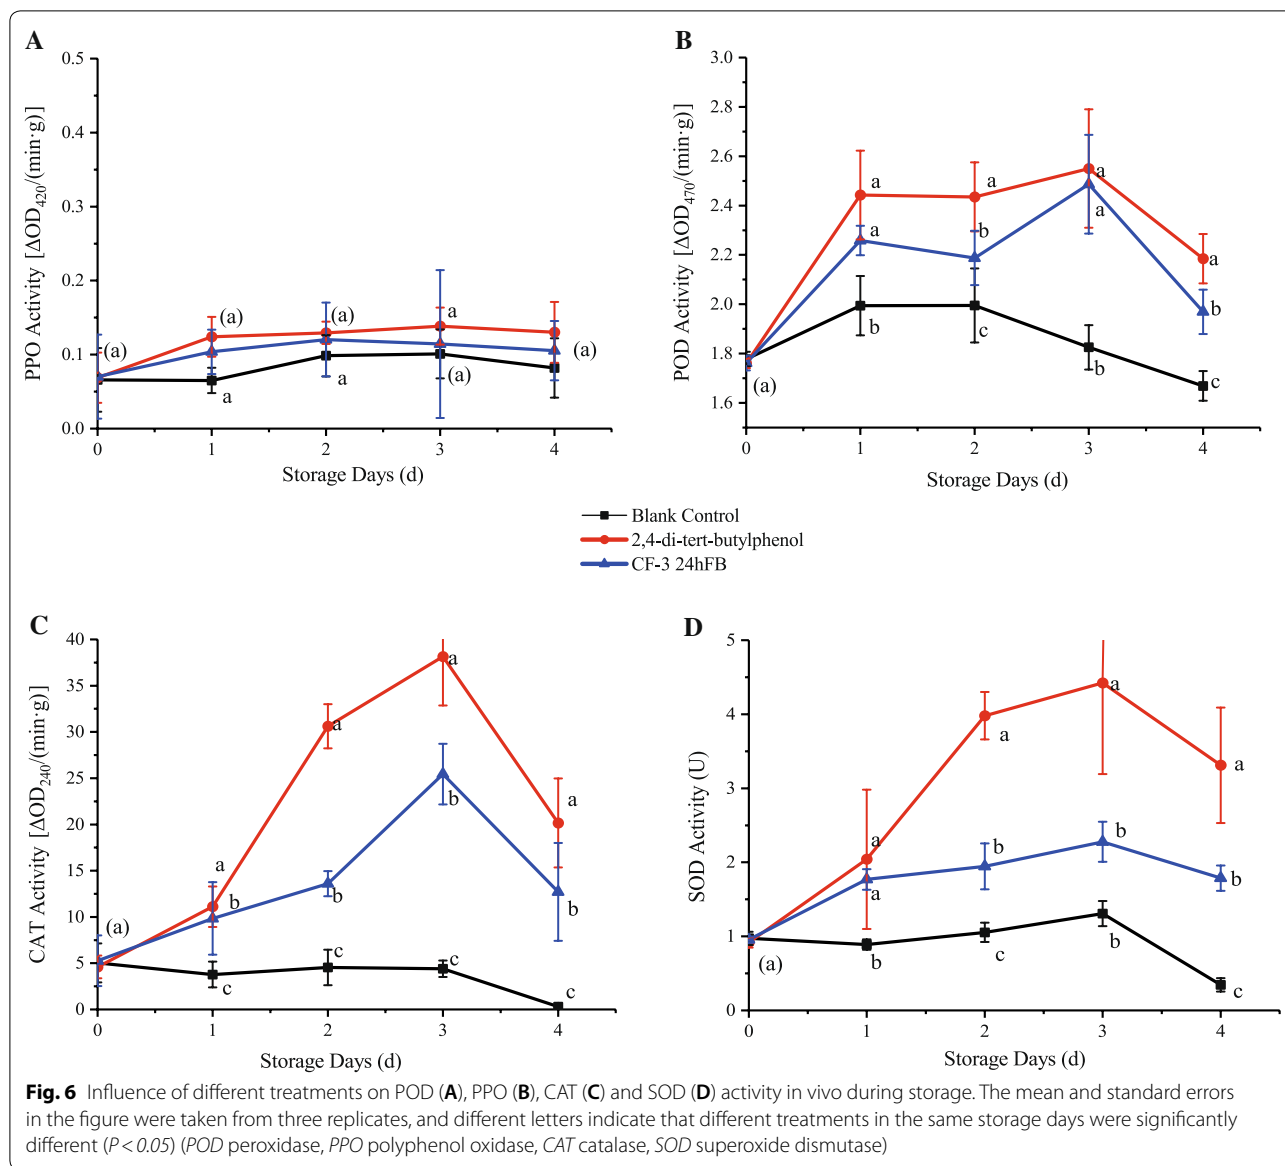 A
PPO Activity [ΔOD420/(min·g)]
0.5
0.4
0.3
0.2
0.1
0.0
(a)
(a)
(a)
a
a
a
(a)
(a)
0 1 2 3 4
Storage Days (d)
B
POD Activity [ΔOD470/(min·g)]
3.0
2.8
2.6
2.4
2.2
2.0
1.8
1.6
(a)
a
a
b
a
b
c
a
a
b
a
b
c
0 1 2 3 4
Storage Days (d)
Blank Control
2,4-di-tert-butylphenol
CF-3 24hFB
C
CAT Activity [ΔOD240/(min·g)]
40
35
30
25
20
15
10
5
0
(a)
a
b
c
a
b
c
a
b
c
a
b
c
0 1 2 3 4
Storage Days (d)
D
SOD Activity (U)
5
4
3
2
1
0
(a)
a
a
b
a
b
c
a
b
b
a
b
c
0 1 2 3 4
Storage Days (d)
Fig. 6 Influence of different treatments on POD (A), PPO (B), CAT (C) and SOD (D) activity in vivo during storage. The mean and standard errors
in the figure were taken from three replicates, and different letters indicate that different treatments in the same storage days were significantly
different (P < 0.05) (POD peroxidase, PPO polyphenol oxidase, CAT catalase, SOD superoxide dismutase)